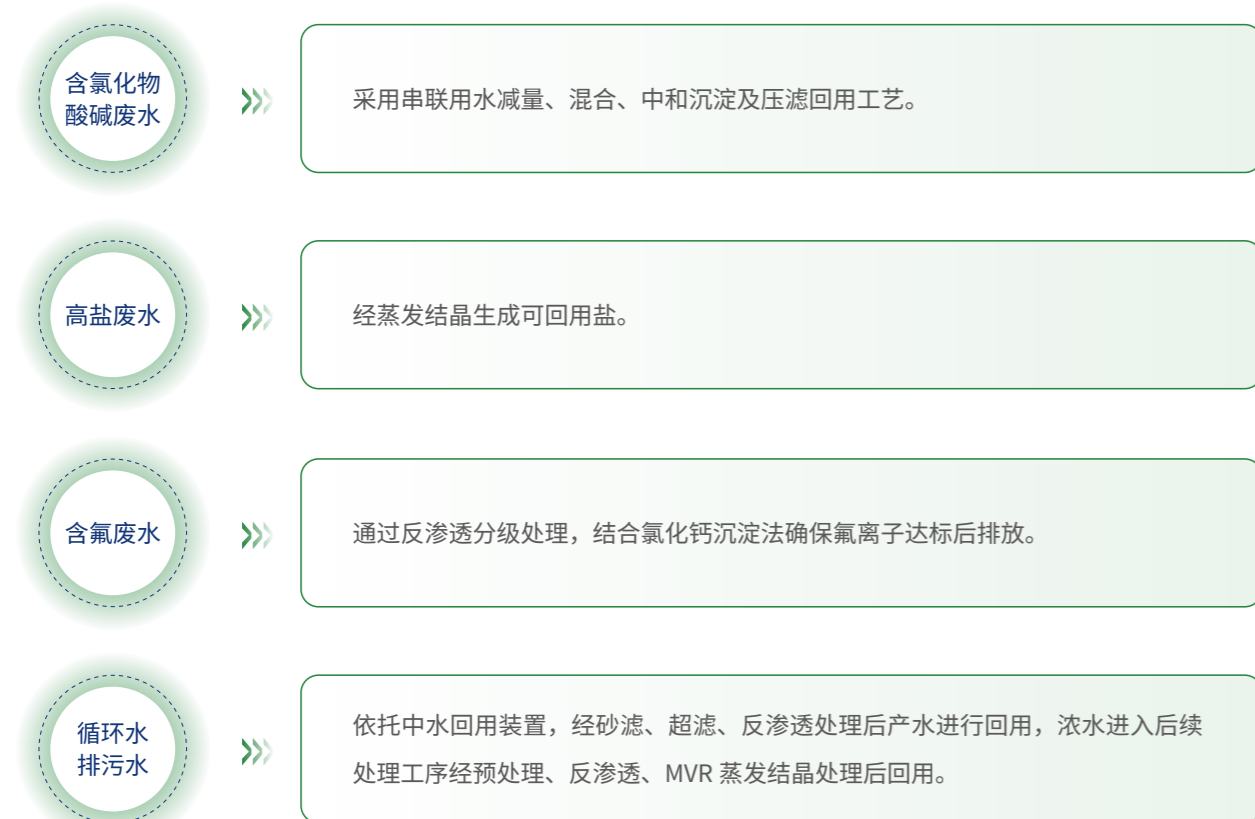 含氯化物
酸碱废水
采用串联用水减量、混合、中和沉淀及压滤回用工艺。
高盐废水
经蒸发结晶生成可回用盐。
含氟废水
通过反渗透分级处理，结合氯化钙沉淀法确保氟离子达标后排放。
循环水
排污水
依托中水回用装置，经砂滤、超滤、反渗透处理后产水进行回用，浓水进入后续
处理工序经预处理、反渗透、MVR 蒸发结晶处理后回用。